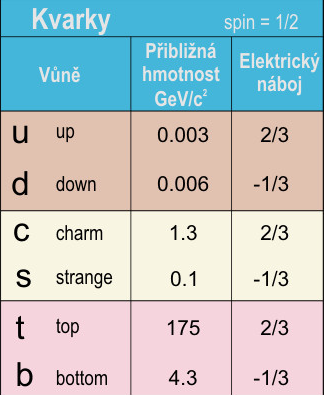 Kvarky spin = 1/2
Vůně
Přibližná
hmotnost
GeV/c²
Elektrický
náboj
u up 0.003 2/3
d down 0.006 -1/3
c charm 1.3 2/3
s strange 0.1 -1/3
t top 175 2/3
b bottom 4.3 -1/3